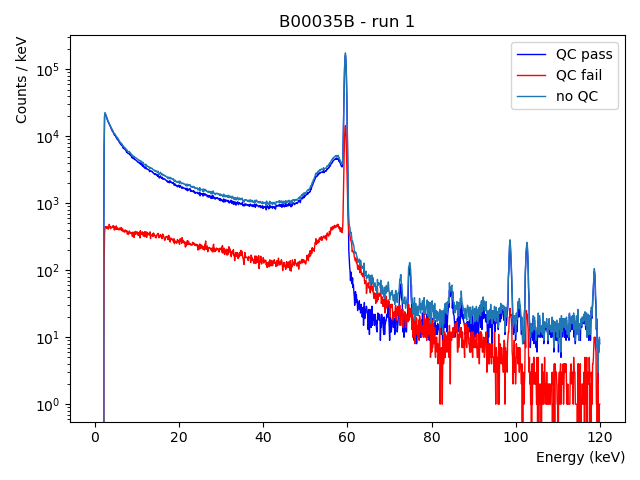 B00035B - run 1
Counts / keV
QC pass
QC fail
no QC
10⁵
10⁴
10³
10²
10¹
10⁰
0 20 40 60 80 100 120
Energy (keV)